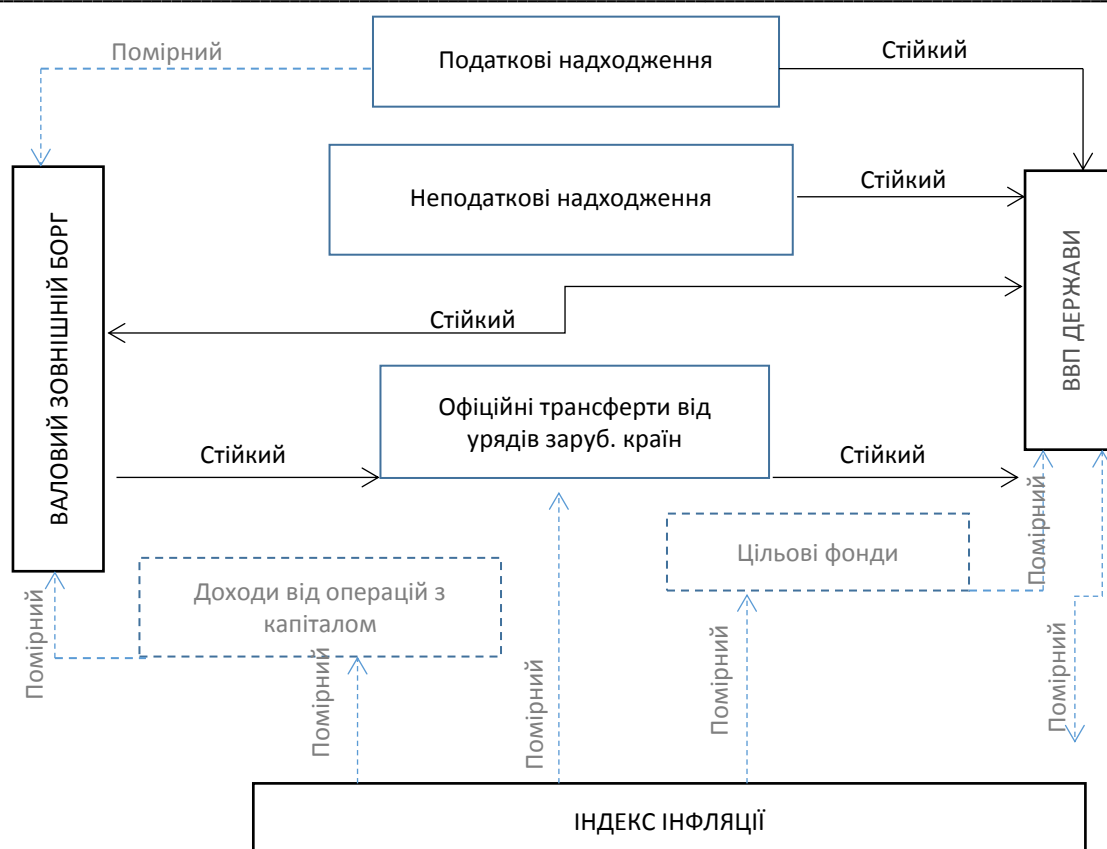 Помірний
Податкові надходження
Стійкий
Неподаткові надходження
Стійкий
ВАЛОВИЙ ЗОВНІШНІЙ БОРГ
ВВП ДЕРЖАВИ
Стійкий
Офіційні трансферти від
урядів заруб. країн
Стійкий
Стійкий
Помірний
Цільові фонди
Доходи від операцій з
капіталом
Помірний
Помірний
Помірний
Помірний
Помірний
ІНДЕКС ІНФЛЯЦІЇ